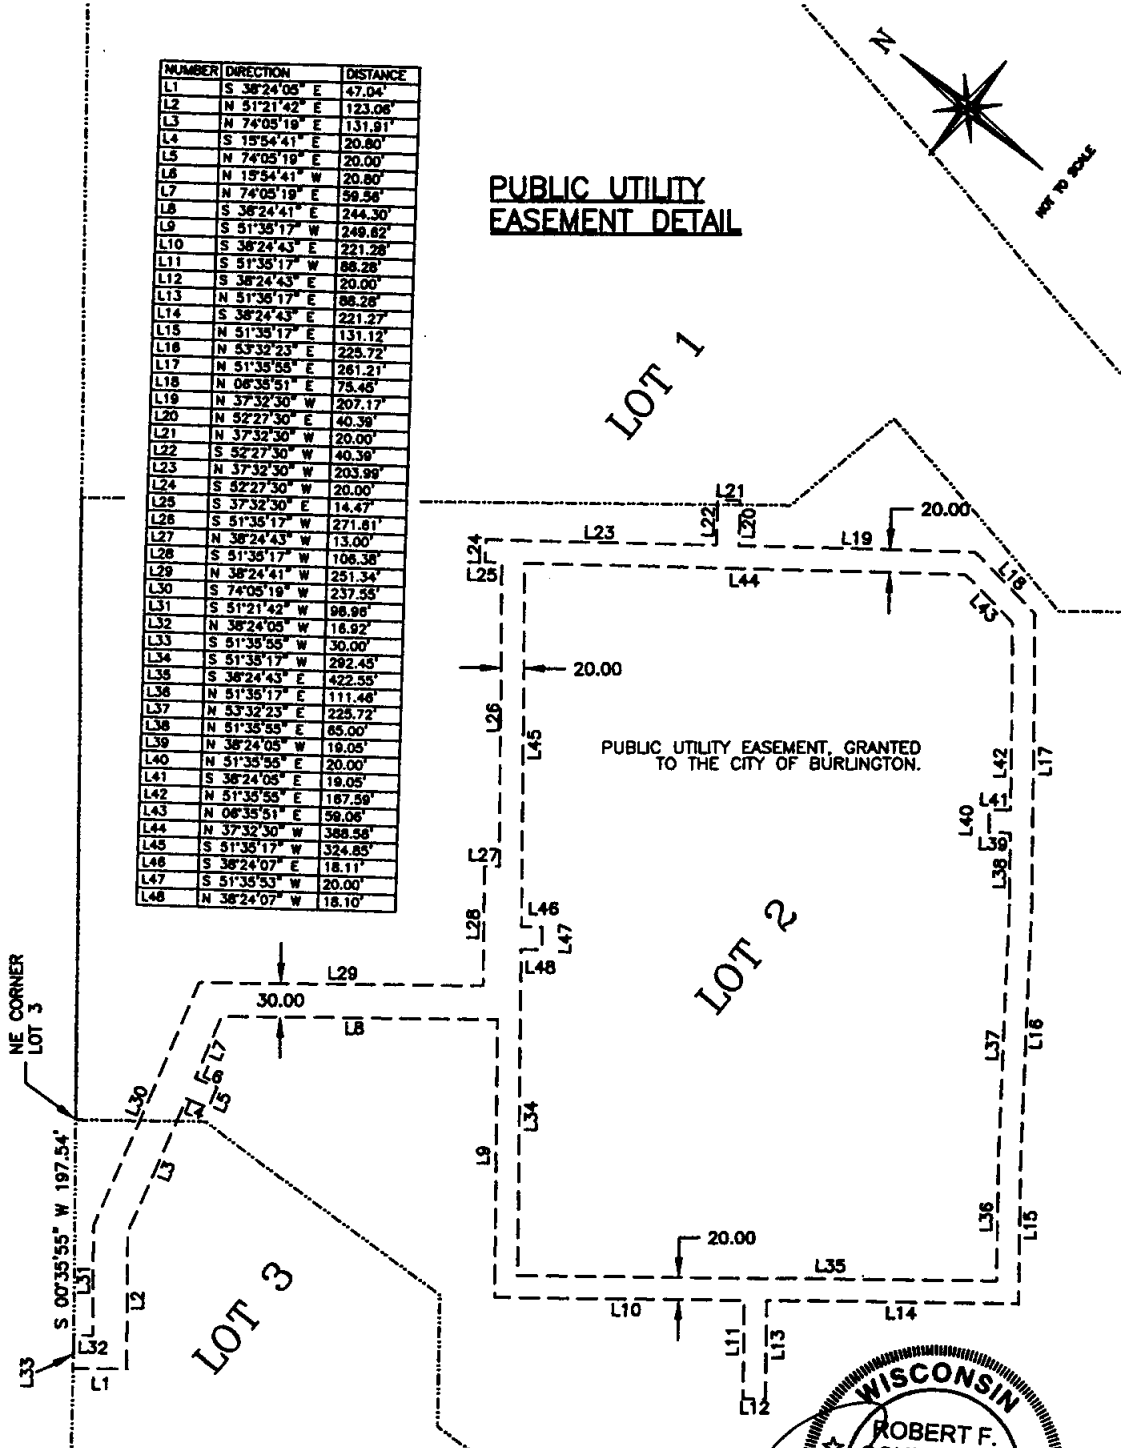 NUMBER DIRECTION DISTANCE
L1 S 38°24'05" E 47.04'
L2 N 51°21'42" E 123.06'
L3 N 74°05'19" E 131.91'
L4 S 15°54'41" E 20.80'
L5 N 74°05'19" E 20.00'
L6 N 15°54'41" W 20.80'
L7 N 74°05'19" E 59.56'
L8 S 38°24'41" E 244.30'
L9 S 51°35'17" W 249.62'
L10 S 38°24'43" E 221.28'
L11 S 51°35'17" W 88.28'
L12 S 38°24'43" E 20.00'
L13 N 51°35'17" E 88.28'
L14 S 38°24'43" E 221.27'
L15 N 51°35'17" E 131.12'
L16 N 53°32'23" E 225.72'
L17 N 51°35'55" E 261.21'
L18 N 06°35'51" E 75.45'
L19 N 37°32'30" W 207.17'
L20 N 52°27'30" E 40.39'
L21 N 37°32'30" W 20.00'
L22 S 52°27'30" W 40.39'
L23 N 37°32'30" W 203.99'
L24 S 52°27'30" W 20.00'
L25 S 37°32'30" E 14.47'
L26 S 51°35'17" W 271.61'
L27 N 38°24'43" W 13.00'
L28 S 51°35'17" W 106.38'
L29 N 38°24'41" W 251.34'
L30 S 74°05'19" W 237.55'
L31 S 51°21'42" W 98.98'
L32 N 38°24'05" W 16.92'
L33 S 51°35'55" W 30.00'
L34 S 51°35'17" W 292.45'
L35 S 38°24'43" E 422.55'
L36 N 51°35'17" E 111.46'
L37 N 53°32'23" E 225.72'
L38 N 51°35'55" E 65.00'
L39 N 38°24'05" W 19.05'
L40 N 51°35'55" E 20.00'
L41 S 38°24'05" E 19.05'
L42 N 51°35'55" E 167.59'
L43 N 06°35'51" E 59.06'
L44 N 37°32'30" W 388.58'
L45 S 51°35'17" W 324.85'
L46 S 38°24'07" E 18.11'
L47 S 51°35'53" W 20.00'
L48 N 38°24'07" W 18.10'
PUBLIC UTILITY
EASEMENT DETAIL
N
NOT TO SCALE
LOT 1
L21
L22
L20
20.00
L23
L19
L24
L25
L44
L18
L43
20.00
L26
L45
PUBLIC UTILITY EASEMENT, GRANTED
TO THE CITY OF BURLINGTON.
L42
L17
L41
L40
L39
L38
L27
L28
L46
L47
L48
LOT 2
NE CORNER
LOT 3
L29
30.00
L8
L7
L6
L5
L4
L30
L3
L9
L34
L37
L16
S 00°35'55" W 197.54'
L36
L15
20.00
L35
L31
L2
LOT 3
L10
L14
L11
L13
L32
L33
L1
L12
WISCONSIN
ROBERT F.